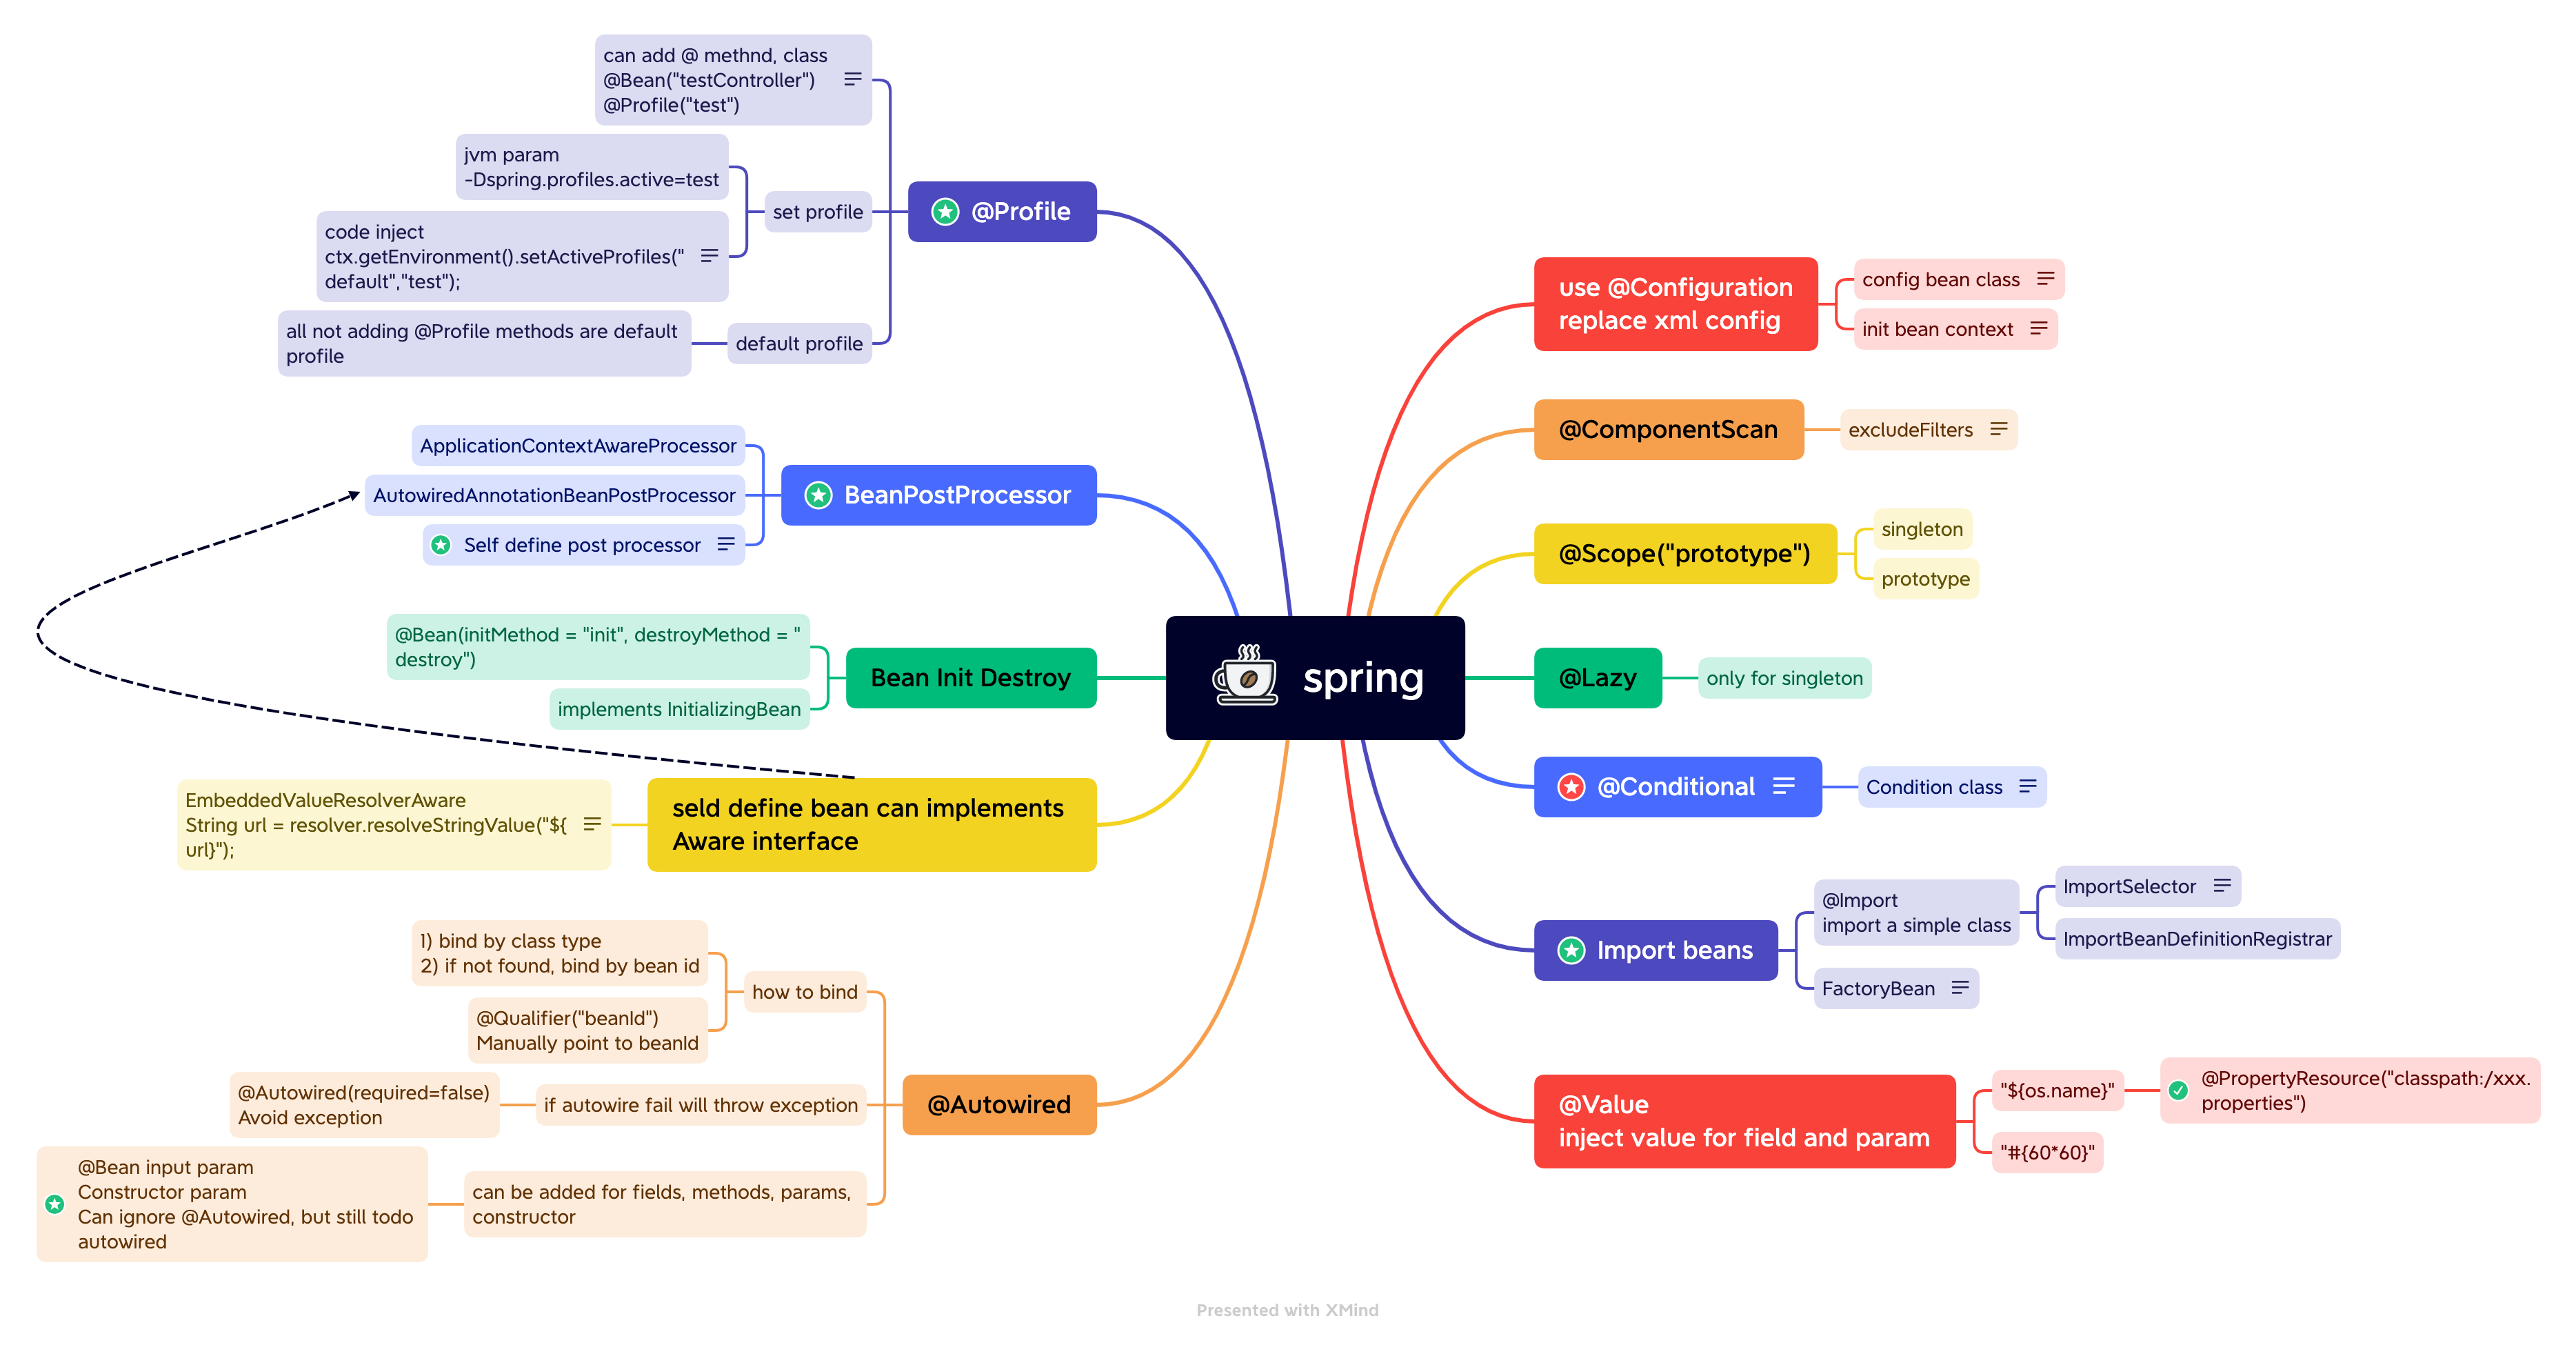 spring
use @Configuration
replace xml config
config bean class
init bean context
@ComponentScan
excludeFilters
@Scope("prototype")
singleton
prototype
@Lazy
only for singleton
@Conditional
Condition class
Import beans
@Import
import a simple class
ImportSelector
ImportBeanDefinitionRegistrar
FactoryBean
@Value
inject value for field and param
"${os.name}"
@PropertyResource("classpath:/xxx.
properties")
"#{60*60}"
@Profile
can add @ methnd, class
@Bean("testController")
@Profile("test")
set profile
jvm param
-Dspring.profiles.active=test
code inject
ctx.getEnvironment().setActiveProfiles("
default","test");
default profile
all not adding @Profile methods are default
profile
BeanPostProcessor
ApplicationContextAwareProcessor
AutowiredAnnotationBeanPostProcessor
Self define post processor
Bean Init Destroy
@Bean(initMethod = "init", destroyMethod = "
destroy")
implements InitializingBean
seld define bean can implements
Aware interface
EmbeddedValueResolverAware
String url = resolver.resolveStringValue("${
url}");
@Autowired
how to bind
1) bind by class type
2) if not found, bind by bean id
@Qualifier("beanId")
Manually point to beanId
if autowire fail will throw exception
@Autowired(required=false)
Avoid exception
can be added for fields, methods, params,
constructor
@Bean input param
Constructor param
Can ignore @Autowired, but still todo
autowired
Presented with XMind